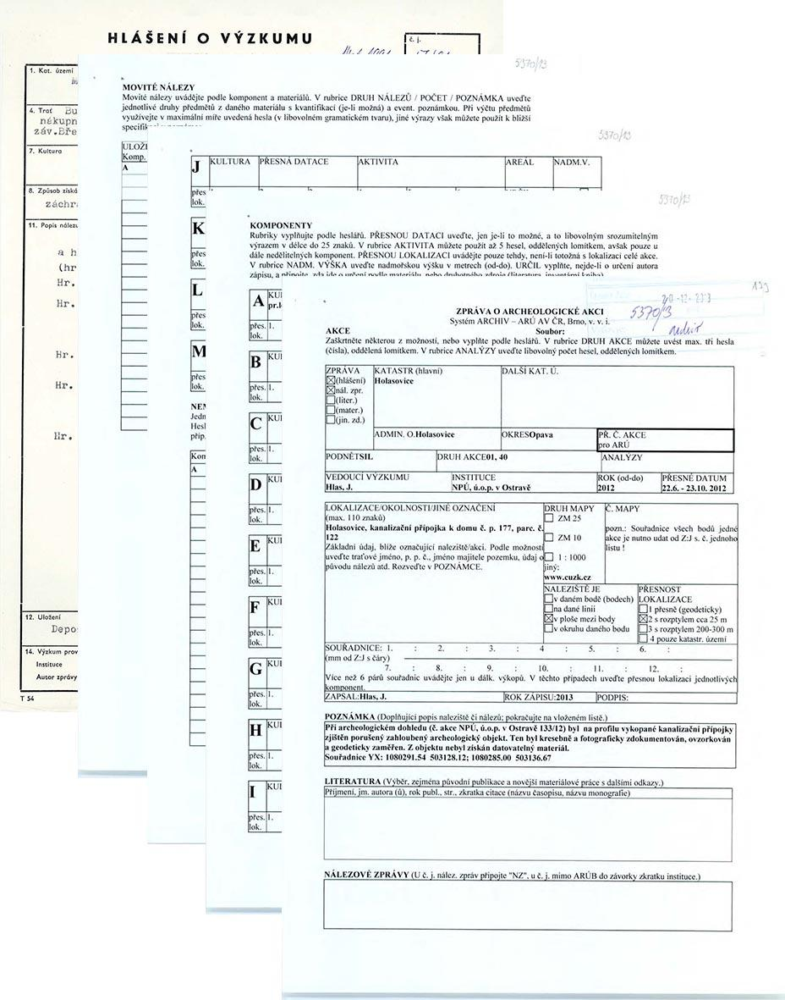 HLÁŠENÍ O VÝZKUMU
č. j.
1. Kat. území
4. Trať Bu
nákupn
záv.Bře
7. Kultura
8. Způsob získá
záchra
11. Popis nálezu
a h
(hr
Hr.
Hr.
Hr.
Hr.
Hr.
12. Uložení
Depo
14. Výzkum prov
Instituce
Autor zprávy
T 54
5370/13
MOVITÉ NÁLEZY
Movité nálezy uvádějte podle komponent a materiálů. V rubrice DRUH NÁLEZŮ / POČET / POZNÁMKA uveďte
jednotlivé druhy předmětů z daného materiálu s kvantifikací (je-li možná) a event. poznámkou. Při výčtu předmětů
využívejte v maximální míře uvedená hesla (v libovolném gramatickém tvaru), jiné výrazy však můžete použít k bližší
specifik
ULOŽI
Komp.
A
5370/13
J KULTURA PŘESNÁ DATACE AKTIVITA AREÁL NADM.V.
přes
lok.
K
přes
lok.
L
přes
lok.
M
přes
lok.
NEM
Jedn
Hesl
příp.
Kom
A
5370/13
KOMPONENTY
Rubriky vyplňujte podle heslářů. PŘESNOU DATACI uveďte, jen je-li to možné, a to libovolným srozumitelným
výrazem v délce do 25 znaků. V rubrice AKTIVITA můžete použít až 5 hesel, oddělených lomítkem, avšak pouze u
dále nedělitelných komponent. PŘESNOU LOKALIZACI uvádějte pouze tehdy, není-li totožná s lokalizací celé akce.
V rubrice NADM. VÝŠKA uveďte nadmořskou výšku v metrech (od-do). URČIL vyplňte, nejde-li o určení autora
zápisu, a připojte, zda jde o určení podle materiálu, nebo druhotného zdroje (literatura, inventární kniha).
A KUI
pr.l
přes. 1.
lok.
B KUI
přes. 1.
lok.
C KUI
přes. 1.
lok.
D KUI
přes. 1.
lok.
E KUI
přes. 1.
lok.
F KUI
přes. 1.
lok.
G KUI
přes. 1.
lok.
H KUI
přes. 1.
lok.
I KUI
přes. 1.
lok.
20-12-2013
5370/13
ZPRÁVA O ARCHEOLOGICKÉ AKCI
Systém ARCHIV – ARÚ AV ČR, Brno, v. v. i.
AKCE Soubor:
Zaškrtněte některou z možností, nebo vyplňte podle heslářů. V rubrice DRUH AKCE můžete uvést max. tři hesla
(čísla), oddělená lomítkem. V rubrice ANALÝZY uveďte libovolný počet hesel, oddělených lomítkem.
ZPRÁVA KATASTR (hlavní) DALŠÍ KAT. Ú.
(hlášení) Holasovice
nál. zpr.
(liter.)
(mater.)
(jin. zd.)
ADMIN. O.Holasovice OKRESOpava PŘ. Č. AKCE
pro ARÚ
PODNĚTSIL DRUH AKCE01, 40 ANALÝZY
VEDOUCÍ VÝZKUMU INSTITUCE ROK (od-do) PŘESNÉ DATUM
Hlas, J. NPÚ, ú.o.p. v Ostravě 2012 22.6. - 23.10. 2012
LOKALIZACE/OKOLNOSTI/JINÉ OZNAČENÍ
(max. 110 znaků)
Holasovice, kanalizační přípojka k domu č. p. 177, parc. č.
122
Základní údaj, blíže označující naleziště/akci. Podle možností
uveďte traťové jméno, p. p. č., jméno majitele pozemku, údaj o
původu nálezů atd. Rozveďte v POZNÁMCE.
DRUH MAPY
ZM 25
ZM 10
1 : 1000
jiný:
www.cuzk.cz
Č. MAPY
pozn.: Souřadnice všech bodů jedné
akce je nutno udat od Z:J s. č. jednoho
listu !
NALEZIŠTĚ JE
v daném bodě (bodech)
na dané linii
v ploše mezi body
v okruhu daného bodu
PŘESNOST
LOKALIZACE
1 přesně (geodeticky)
2 s rozptylem cca 25 m
3 s rozptylem 200-300 m
4 pouze katastr. území
SOUŘADNICE: 1. : 2. : 3. : 4 : 5. : 6. :
(mm od Z:J s čáry)
7. : 8. : 9. : 10. : 11. : 12. :
Více než 6 párů souřadnic uvádějte jen u dálk. výkopů. V těchto případech uveďte přesnou lokalizaci jednotlivých
komponent.
ZAPSAL:Hlas, J. ROK ZÁPISU:2013 PODPIS:
POZNÁMKA (Doplňující popis naleziště či nálezů; pokračujte na vloženém listě.)
Při archeologickém dohledu (č. akce NPÚ, ú.o.p. v Ostravě 133/12) byl na profilu vykopané kanalizační přípojky
zjištěn porušený zahloubený archeologický objekt. Ten byl kresebně a fotograficky zdokumentován, ovzorkován
a geodeticky zaměřen. Z objektu nebyl získán datovatelný materiál.
Souřadnice YX: 1080291.54 503128.12; 1080285.00 503136.67
LITERATURA (Výběr, zejména původní publikace a novější materiálové práce s dalšími odkazy.)
Příjmení, jm. autora (ů), rok publ., str., zkratka citace (názvu časopisu, názvu monografie)
NÁLEZOVÉ ZPRÁVY (U č. j. nález. zpráv připojte "NZ", u č. j. mimo ARÚB do závorky zkratku instituce.)